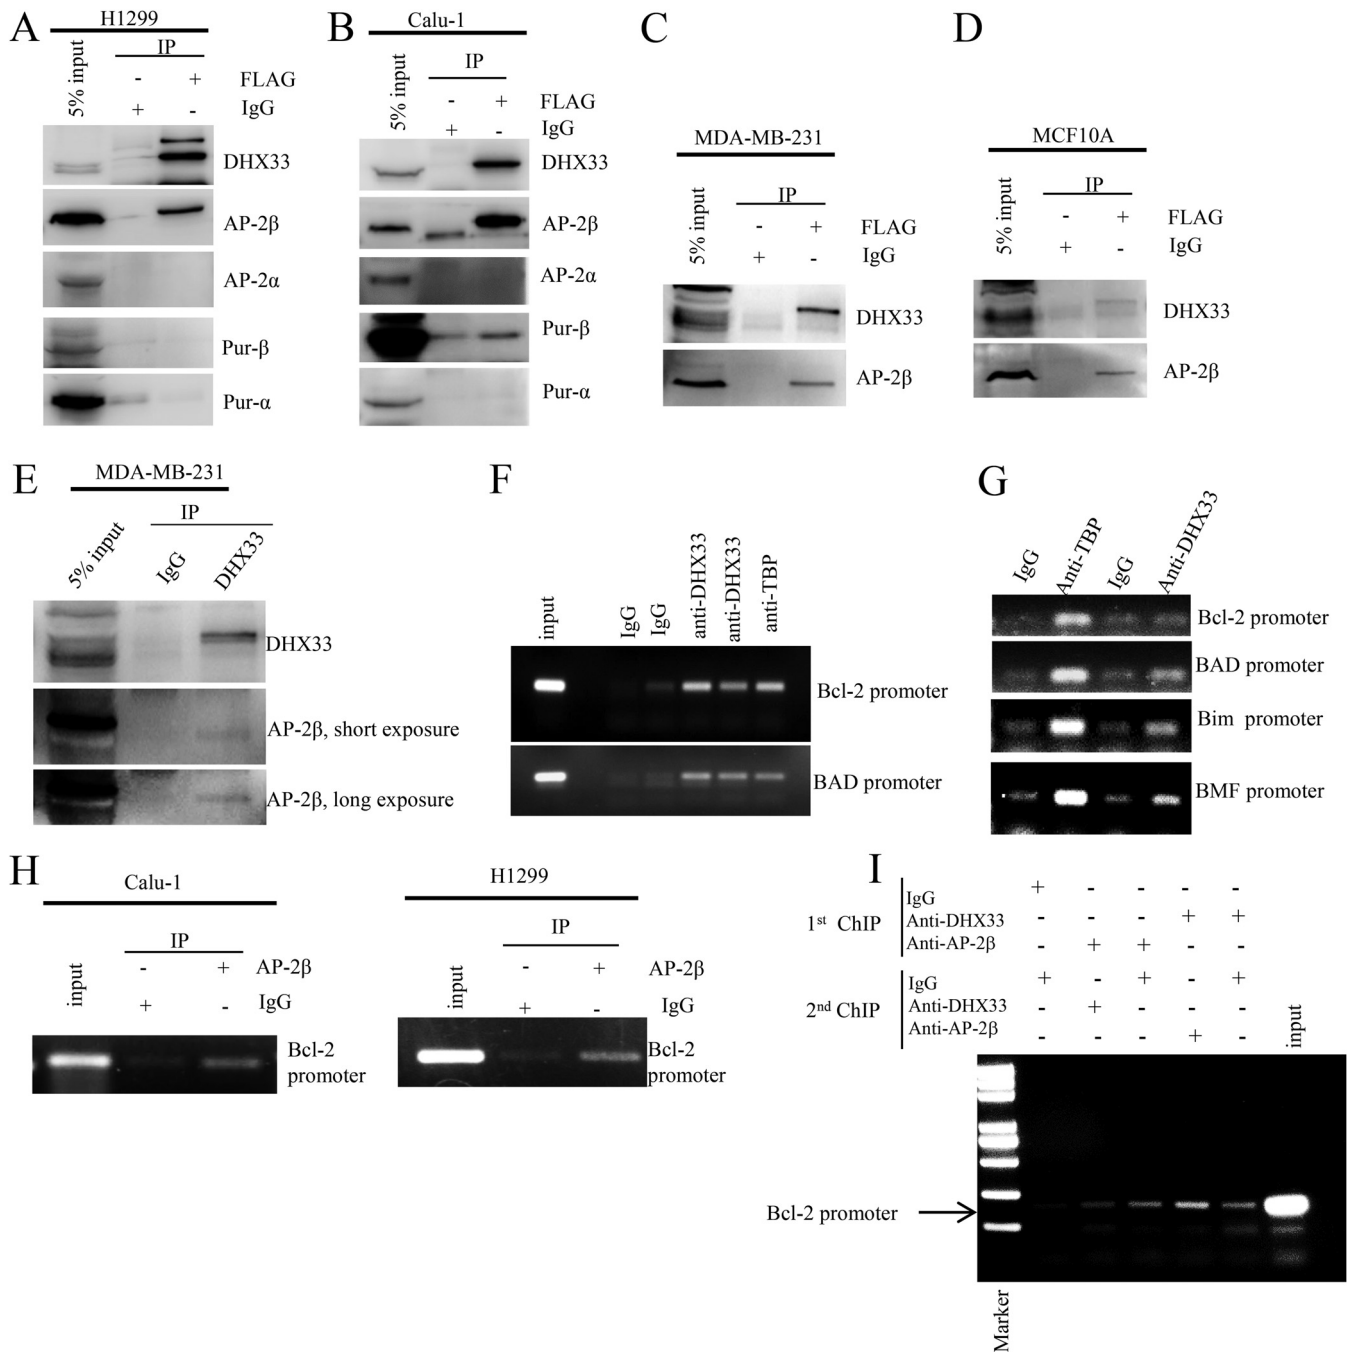 A
H1299
IP
5% input
- + FLAG
+ - IgG
DHX33
AP-2β
AP-2α
Pur-β
Pur-α
B
Calu-1
IP
5% input
- + FLAG
+ - IgG
DHX33
AP-2β
AP-2α
Pur-β
Pur-α
C
MDA-MB-231
IP
5% input
- + FLAG
+ - IgG
DHX33
AP-2β
D
MCF10A
IP
5% input
- + FLAG
+ - IgG
DHX33
AP-2β
E
MDA-MB-231
IP
5% input
IgG
DHX33
DHX33
AP-2β, short exposure
AP-2β, long exposure
F
input
IgG
IgG
anti-DHX33
anti-DHX33
anti-TBP
Bcl-2 promoter
BAD promoter
G
IgG
Anti-TBP
IgG
Anti-DHX33
Bcl-2 promoter
BAD promoter
Bim promoter
BMF promoter
H
Calu-1
IP
input
- + AP-2β
+ - IgG
Bcl-2
promoter
H1299
IP
input
- + AP-2β
+ - IgG
Bcl-2
promoter
I
1st ChIP
IgG + - - - -
Anti-DHX33 - - - + +
Anti-AP-2β - + + - -
2nd ChIP
IgG + - + - +
Anti-DHX33 - + - - -
Anti-AP-2β - - - + -
input
Bcl-2 promoter
Marker